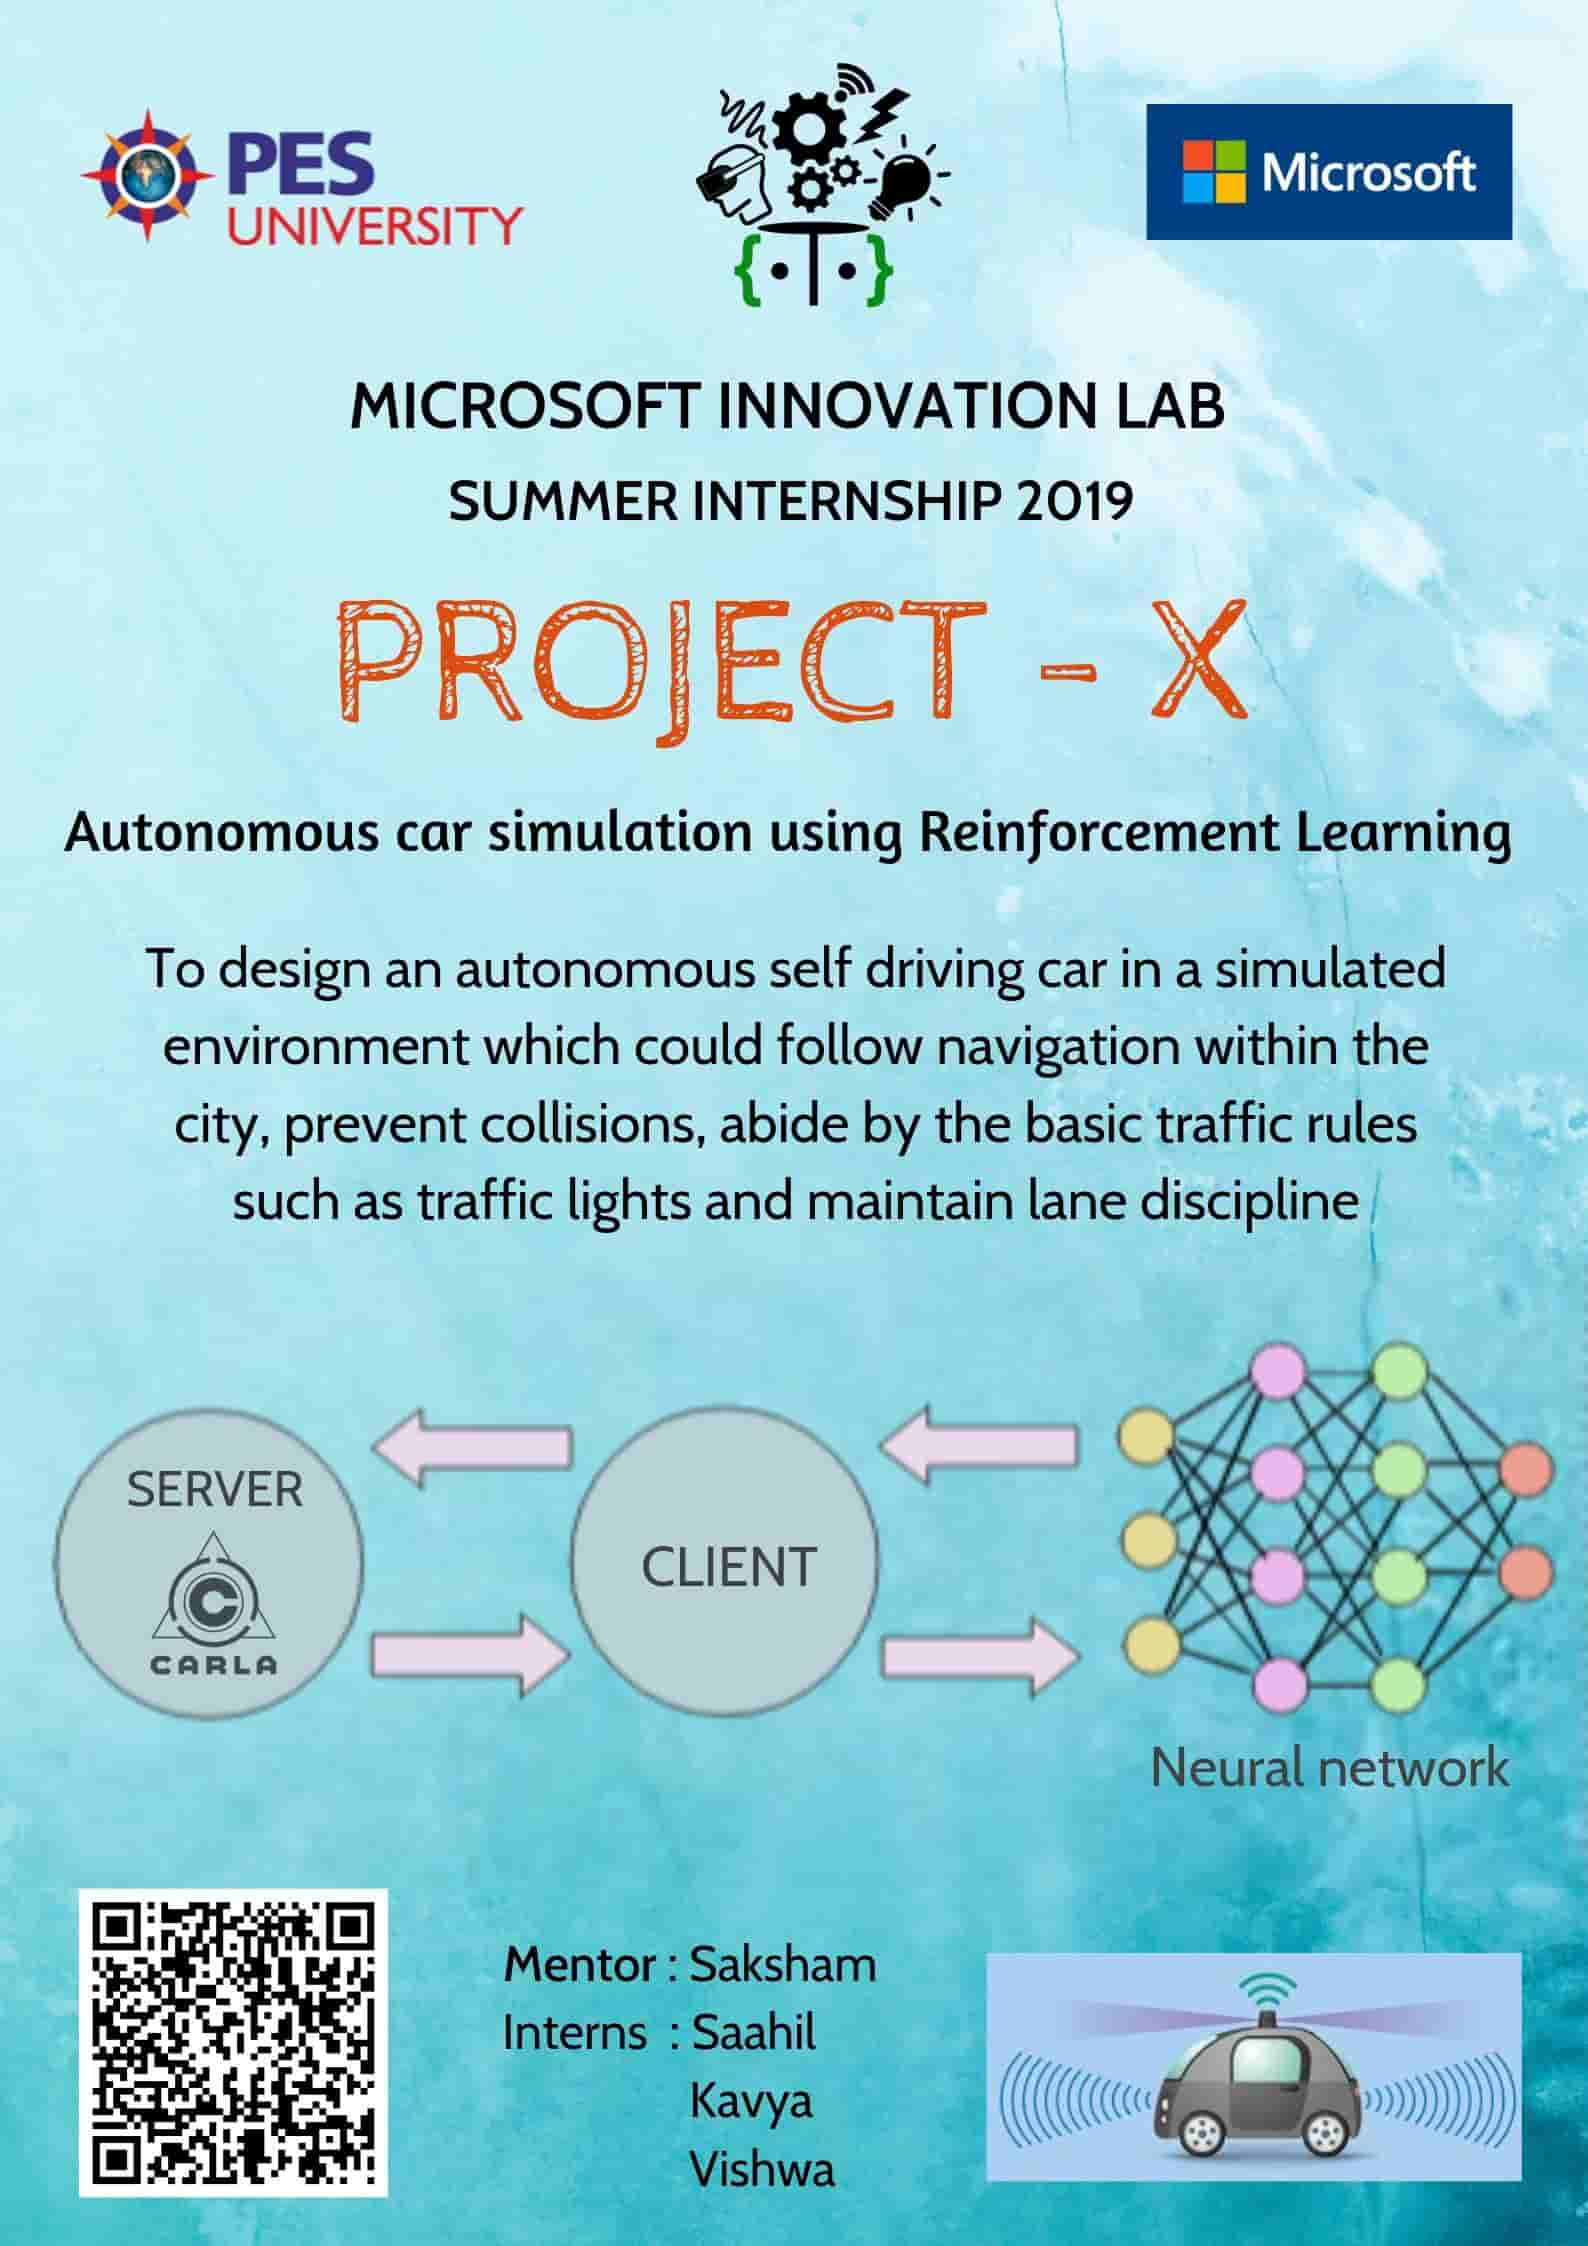 PES
UNIVERSITY
Microsoft
MICROSOFT INNOVATION LAB
SUMMER INTERNSHIP 2019
PROJECT - X
Autonomous car simulation using Reinforcement Learning
To design an autonomous self driving car in a simulated
environment which could follow navigation within the
city, prevent collisions, abide by the basic traffic rules
such as traffic lights and maintain lane discipline
SERVER
CARLA
CLIENT
Neural network
Mentor : Saksham
Interns : Saahil
Kavya
Vishwa